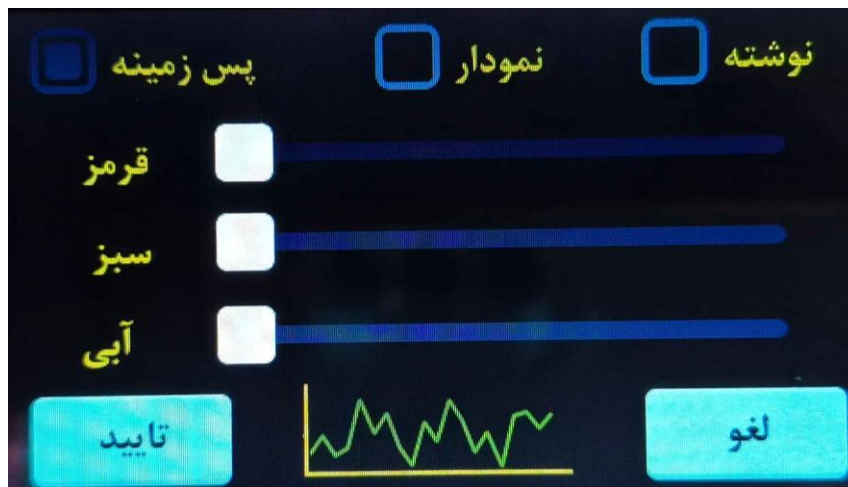 نوشته نمودار پس زمینه
قرمز
سبز
آبی
لغو تایید